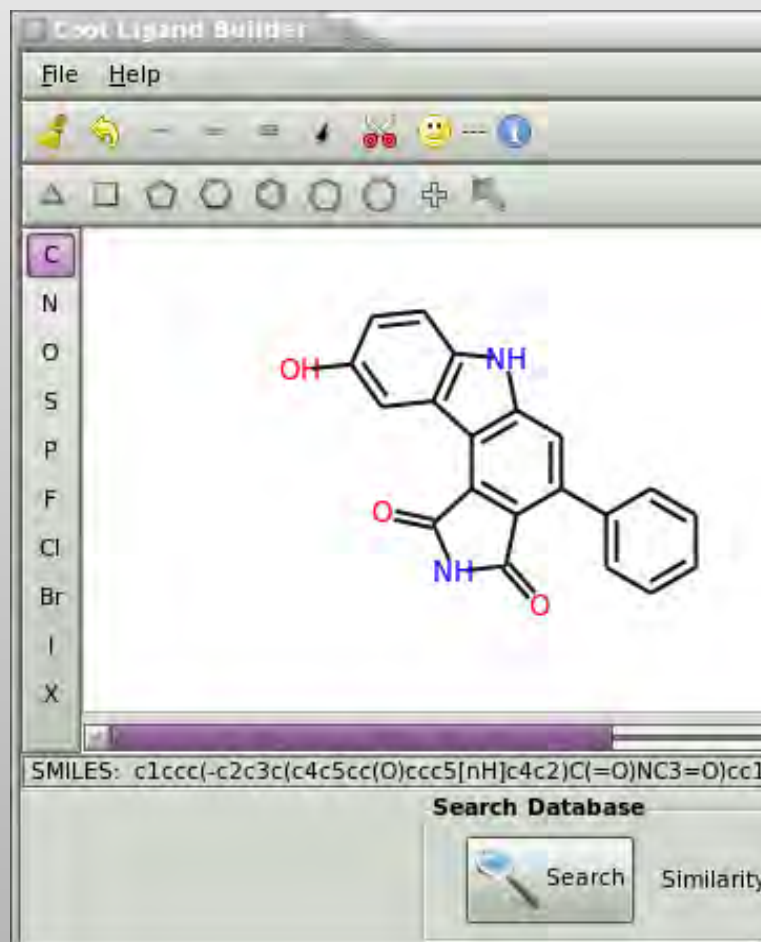 Coot Ligand Builder
File Help
C
N
O
S
P
F
Cl
Br
I
X
NH
OH
O
NH
O
SMILES: c1ccc(-c2c3c(c4c5cc(O)ccc5[nH]c4c2)C(=O)NC3=O)cc1
Search Database
Search Similarity